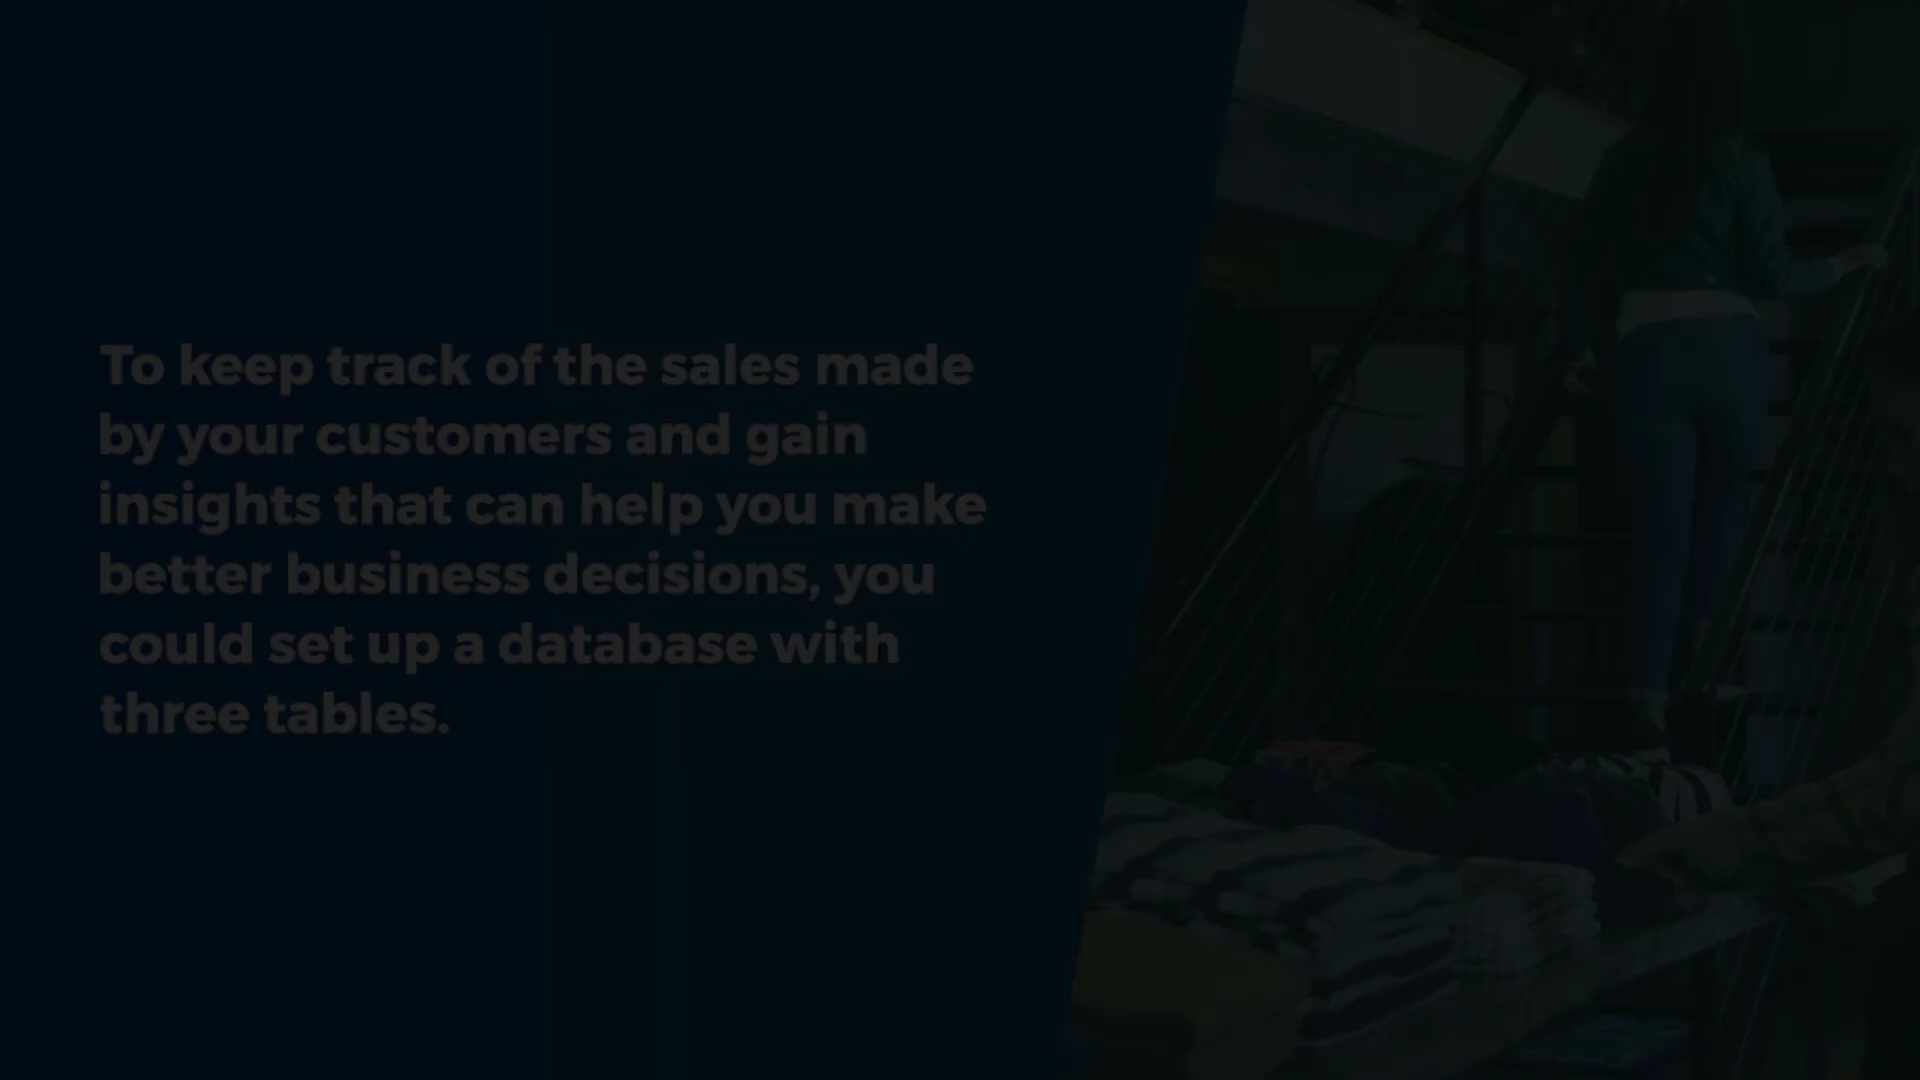 To keep track of the sales made
by your customers and gain
insights that can help you make
better business decisions, you
could set up a database with
three tables.